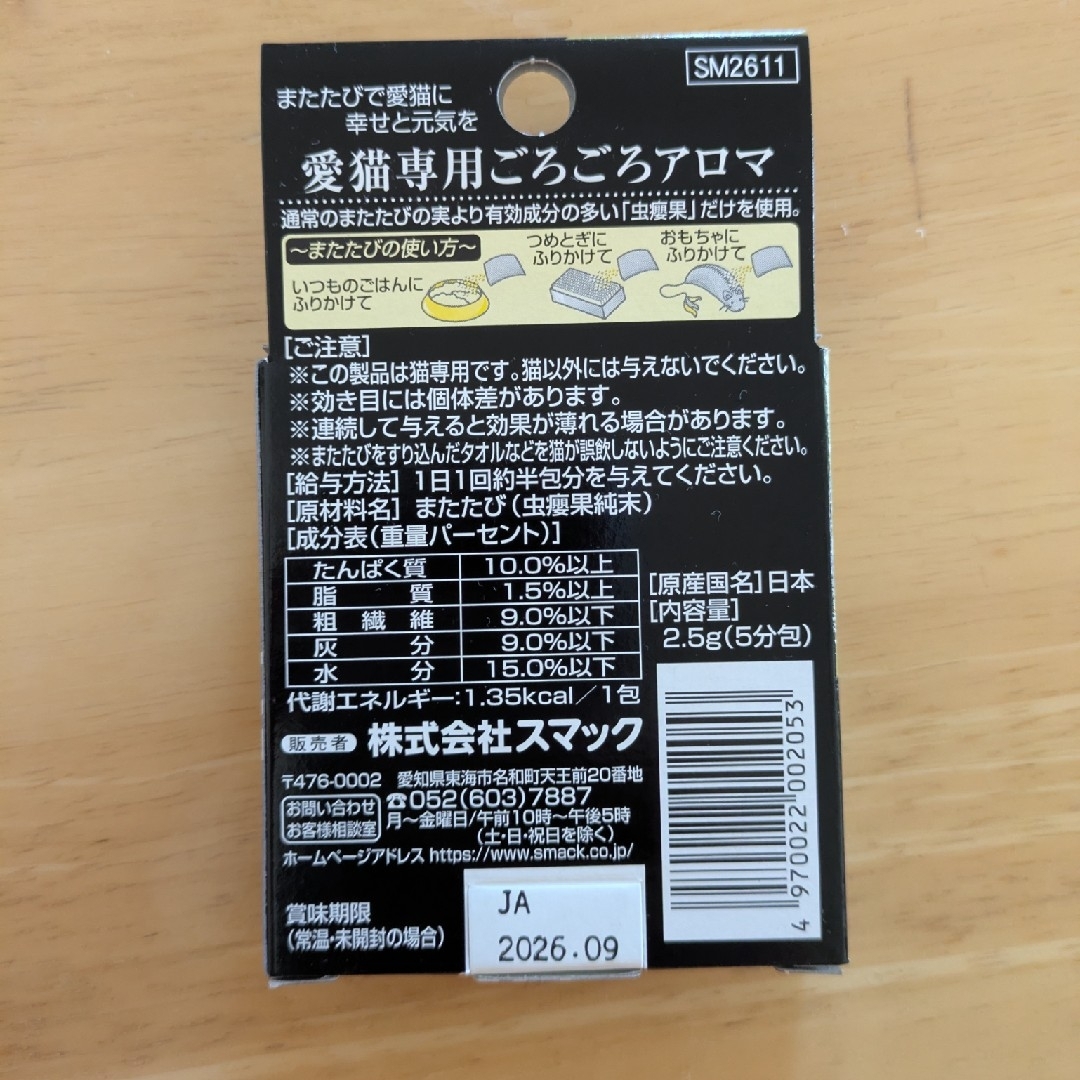 SM2611
またたびで愛猫に
幸せと元気を
愛猫専用ごろごろアロマ
通常のまたたびの実より有効成分の多い「虫癭果」だけを使用。
～またたびの使い方～
いつものごはんに
ふりかけて
つめとぎに
ふりかけて
おもちゃに
ふりかけて
[ご注意]
※この製品は猫専用です。猫以外には与えないでください。
※効き目には個体差があります。
※連続して与えると効果が薄れる場合があります。
※またたびをすり込んだタオルなどを猫が誤飲しないようにご注意ください。
[給与方法] 1日1回約半包分を与えてください。
[原材料名] またたび(虫癭果純末)
[成分表(重量パーセント)]
たんぱく質 10.0%以上
脂質 1.5%以上
粗繊維 9.0%以下
灰分 9.0%以下
水分 15.0%以下
代謝エネルギー:1.35kcal／1包
[原産国名]日本
[内容量]
2.5g(5分包)
販売者 株式会社スマック
〒476-0002 愛知県東海市名和町天王前20番地
お問い合わせ
お客様相談室
☎052(603)7887
月～金曜日/午前10時～午後5時
(土・日・祝日を除く)
ホームページアドレス https://www.smack.co.jp/
賞味期限
(常温・未開封の場合)
JA
2026.09
4 970022 002053